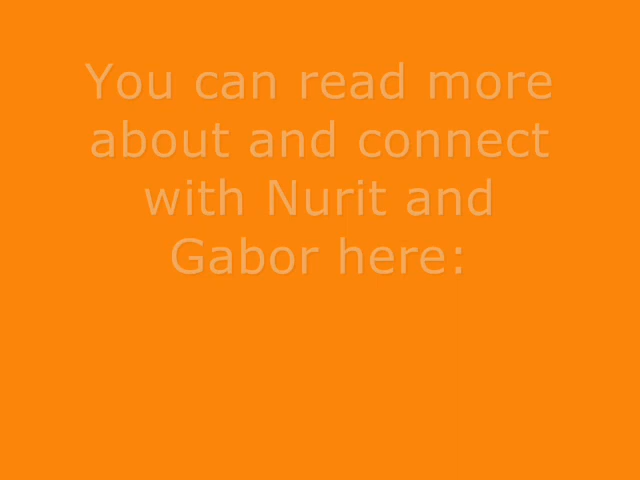 You can read more
about and connect
with Nurit and
Gabor here: